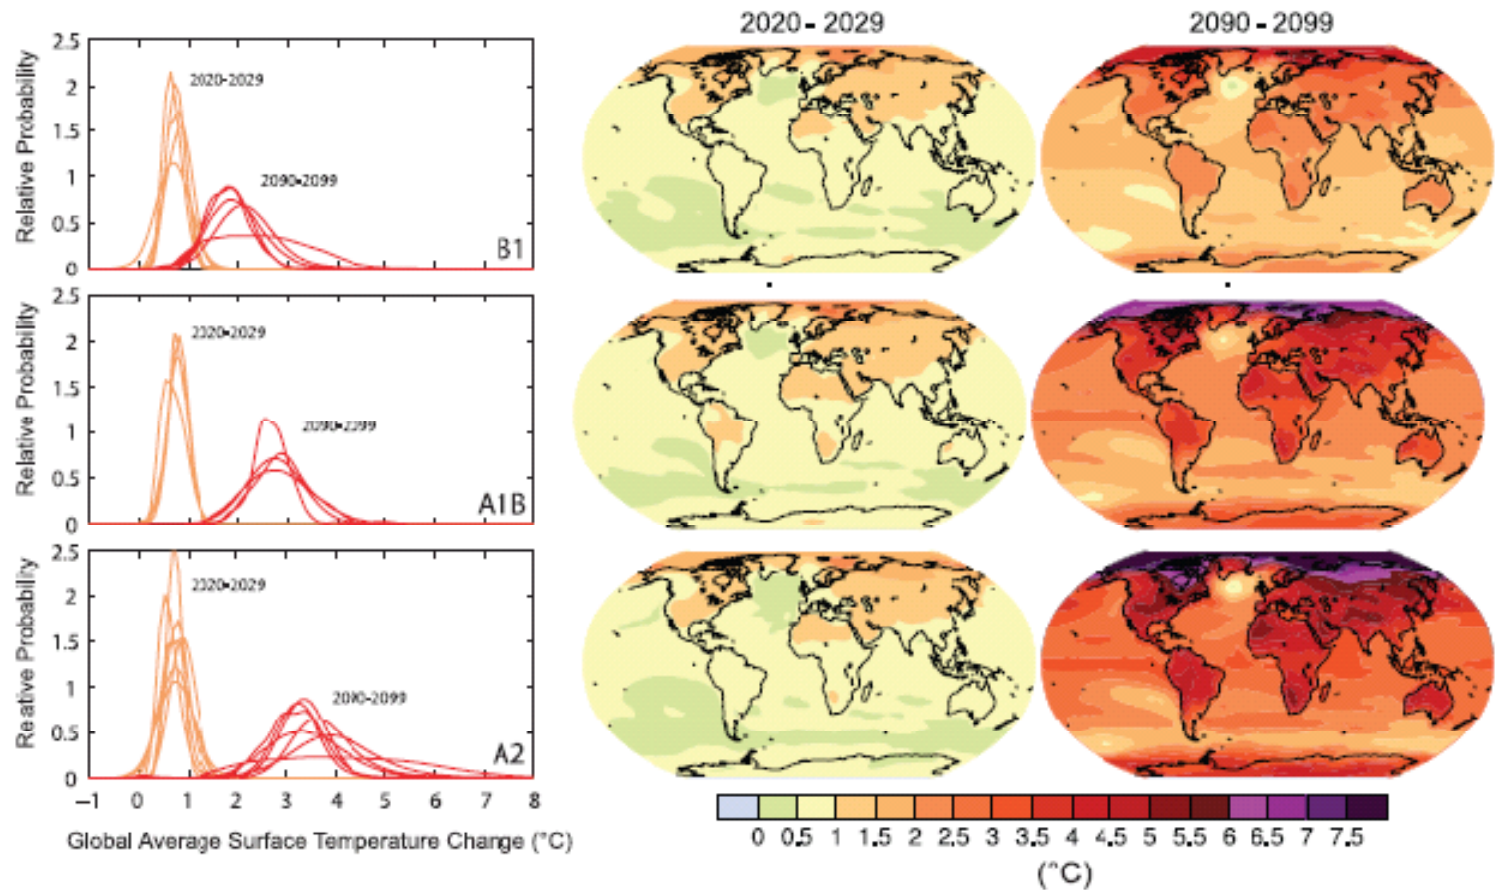 2020 - 2029
2090 - 2099
Relative Probability
2.5
2
1.5
1
0.5
0
2020-2029
2090-2099
B1
Relative Probability
2.5
2
1.5
1
0.5
0
2020-2029
2090-2099
A1B
Relative Probability
2.5
2
1.5
1
0.5
0
2020-2029
2090-2099
A2
−1 0 1 2 3 4 5 6 7 8
Global Average Surface Temperature Change (°C)
0 0.5 1 1.5 2 2.5 3 3.5 4 4.5 5 5.5 6 6.5 7 7.5
(°C)